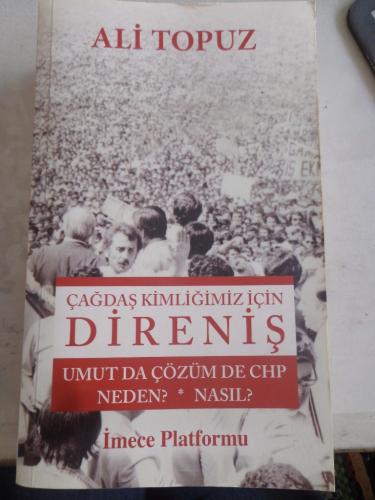 ALİ TOPUZ
ÇAĞDAŞ KİMLİĞİMİZ İÇİN
DİRENİŞ
UMUT DA ÇÖZÜM DE CHP
NEDEN? * NASIL?
İmece Platformu